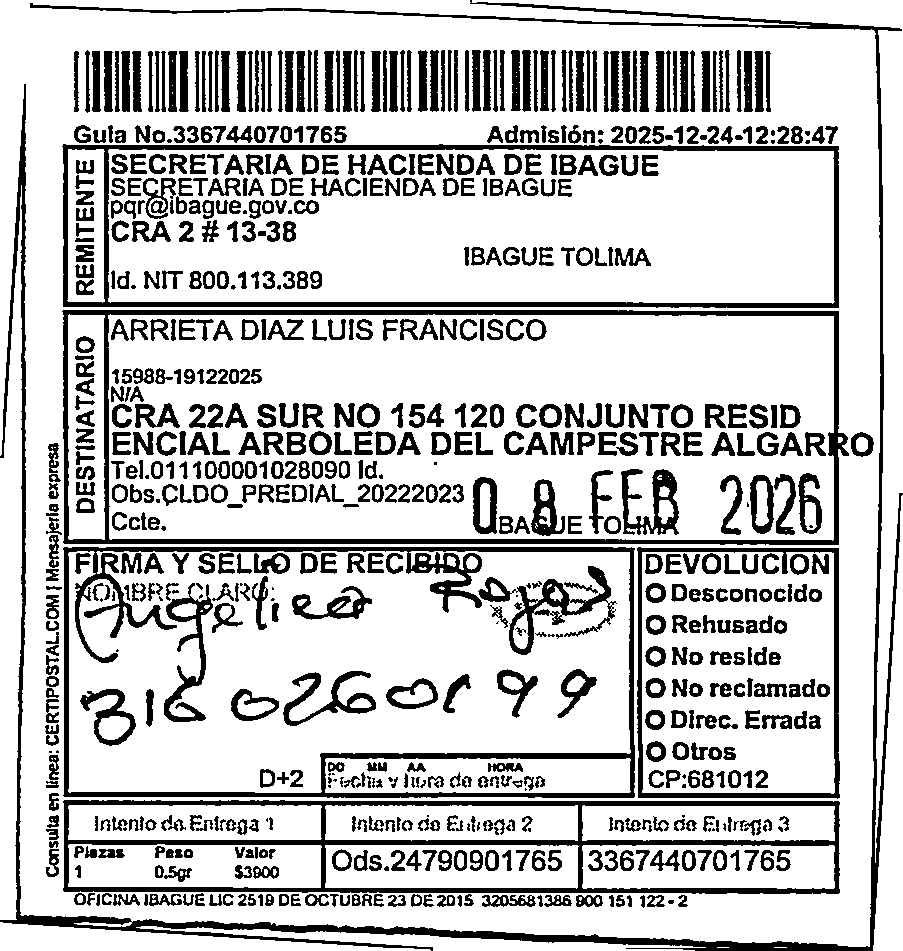 Guia No.3367440701765 Admisión: 2025-12-24-12:28:47
REMITENTE
SECRETARIA DE HACIENDA DE IBAGUE
SECRETARIA DE HACIENDA DE IBAGUE
pqr@ibague.gov.co
CRA 2 # 13-38
IBAGUE TOLIMA
Id. NIT 800.113.389
DESTINATARIO
ARRIETA DIAZ LUIS FRANCISCO
15988-19122025
N/A
CRA 22A SUR NO 154 120 CONJUNTO RESID
ENCIAL ARBOLEDA DEL CAMPESTRE ALGARRO
Tel.011100001028090 Id.
Obs.CLDO_PREDIAL_20222023
08 FEB 2026
Ccte. IBAGUE TOLIMA
FIRMA Y SELLO DE RECIBIDO
NOMBRE CLARO:
Angelica Rojas
316 0260199
D+2
DD MM AA HORA
Fecha y hora de entrega
DEVOLUCION
Desconocido
Rehusado
No reside
No reclamado
Direc. Errada
Otros
CP:681012
Intento de Entrega 1 Intento de Entrega 2 Intento de Entrega 3
Piezas Peso Valor
1 0.5gr $3900
Ods.24790901765 3367440701765
OFICINA IBAGUE LIC 2519 DE OCTUBRE 23 DE 2015 3205681386 900 151 122 - 2
Consulta en linea: CERTIPOSTAL.COM | Mensajeria expresa